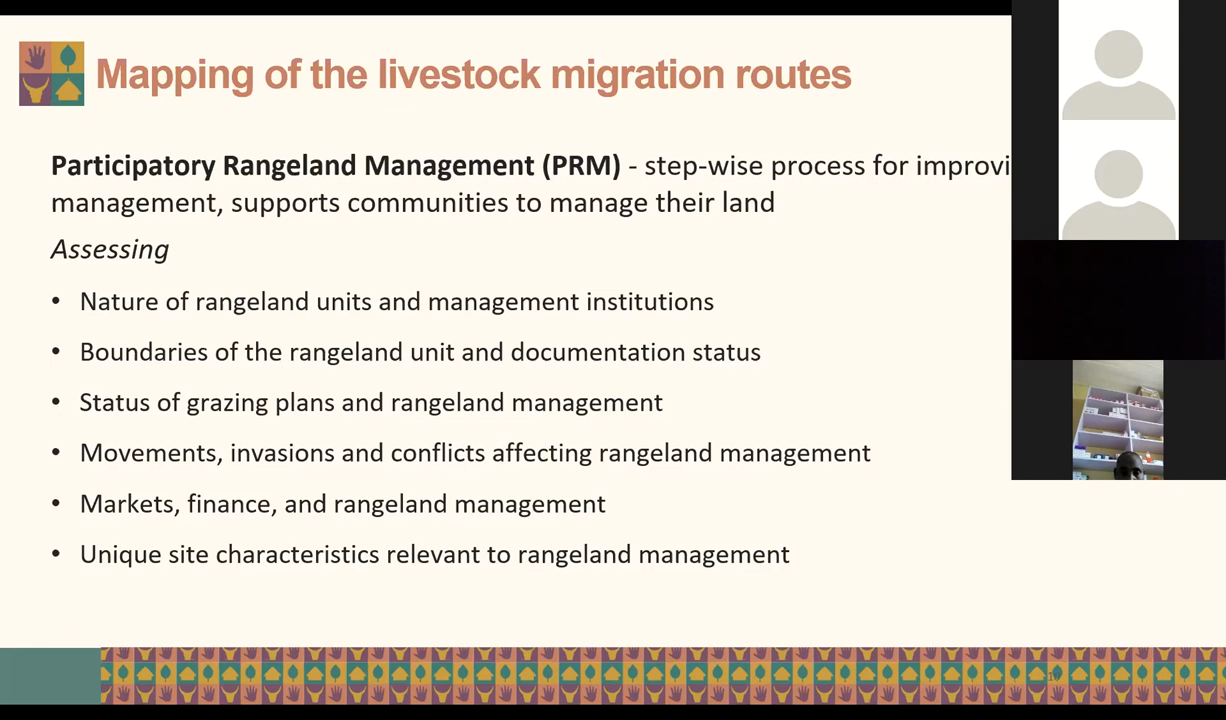 Mapping of the livestock migration routes
Participatory Rangeland Management (PRM) - step-wise process for improvi
management, supports communities to manage their land
Assessing
• Nature of rangeland units and management institutions
• Boundaries of the rangeland unit and documentation status
• Status of grazing plans and rangeland management
• Movements, invasions and conflicts affecting rangeland management
• Markets, finance, and rangeland management
• Unique site characteristics relevant to rangeland management